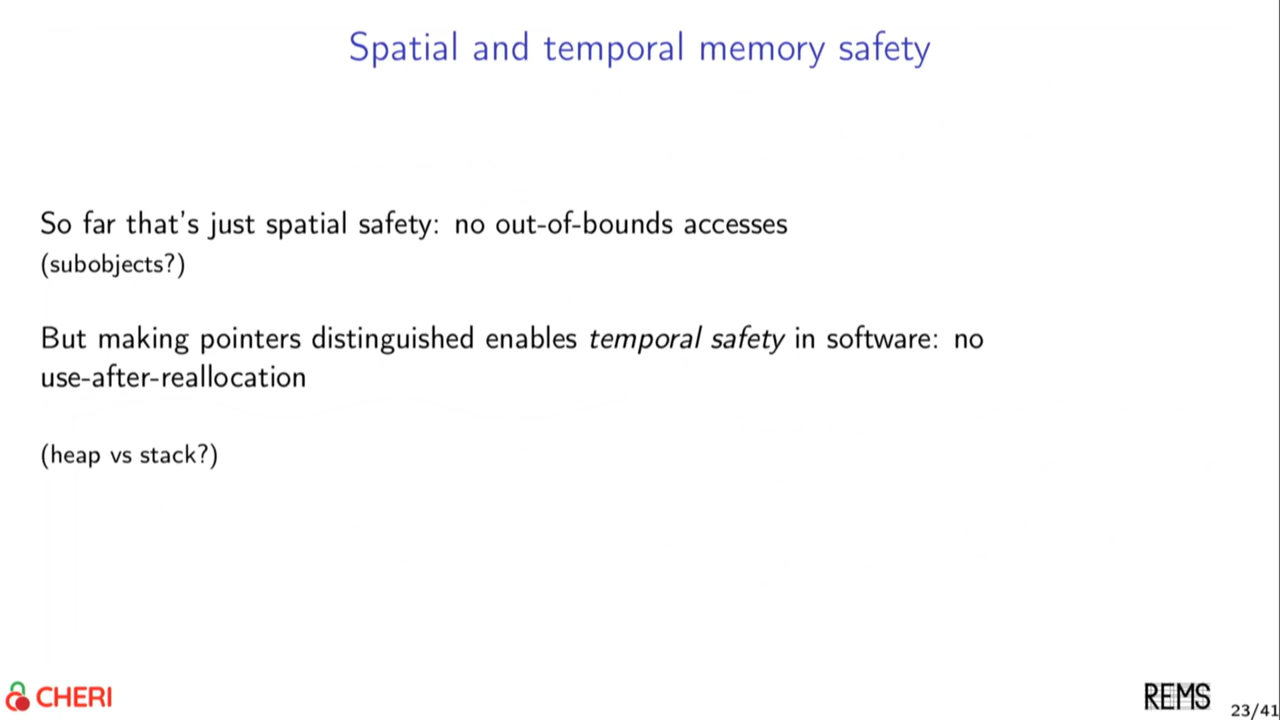 Spatial and temporal memory safety
So far that's just spatial safety: no out-of-bounds accesses
(subobjects?)
But making pointers distinguished enables temporal safety in software: no
use-after-reallocation
(heap vs stack?)
CHERI
REMS
23/41